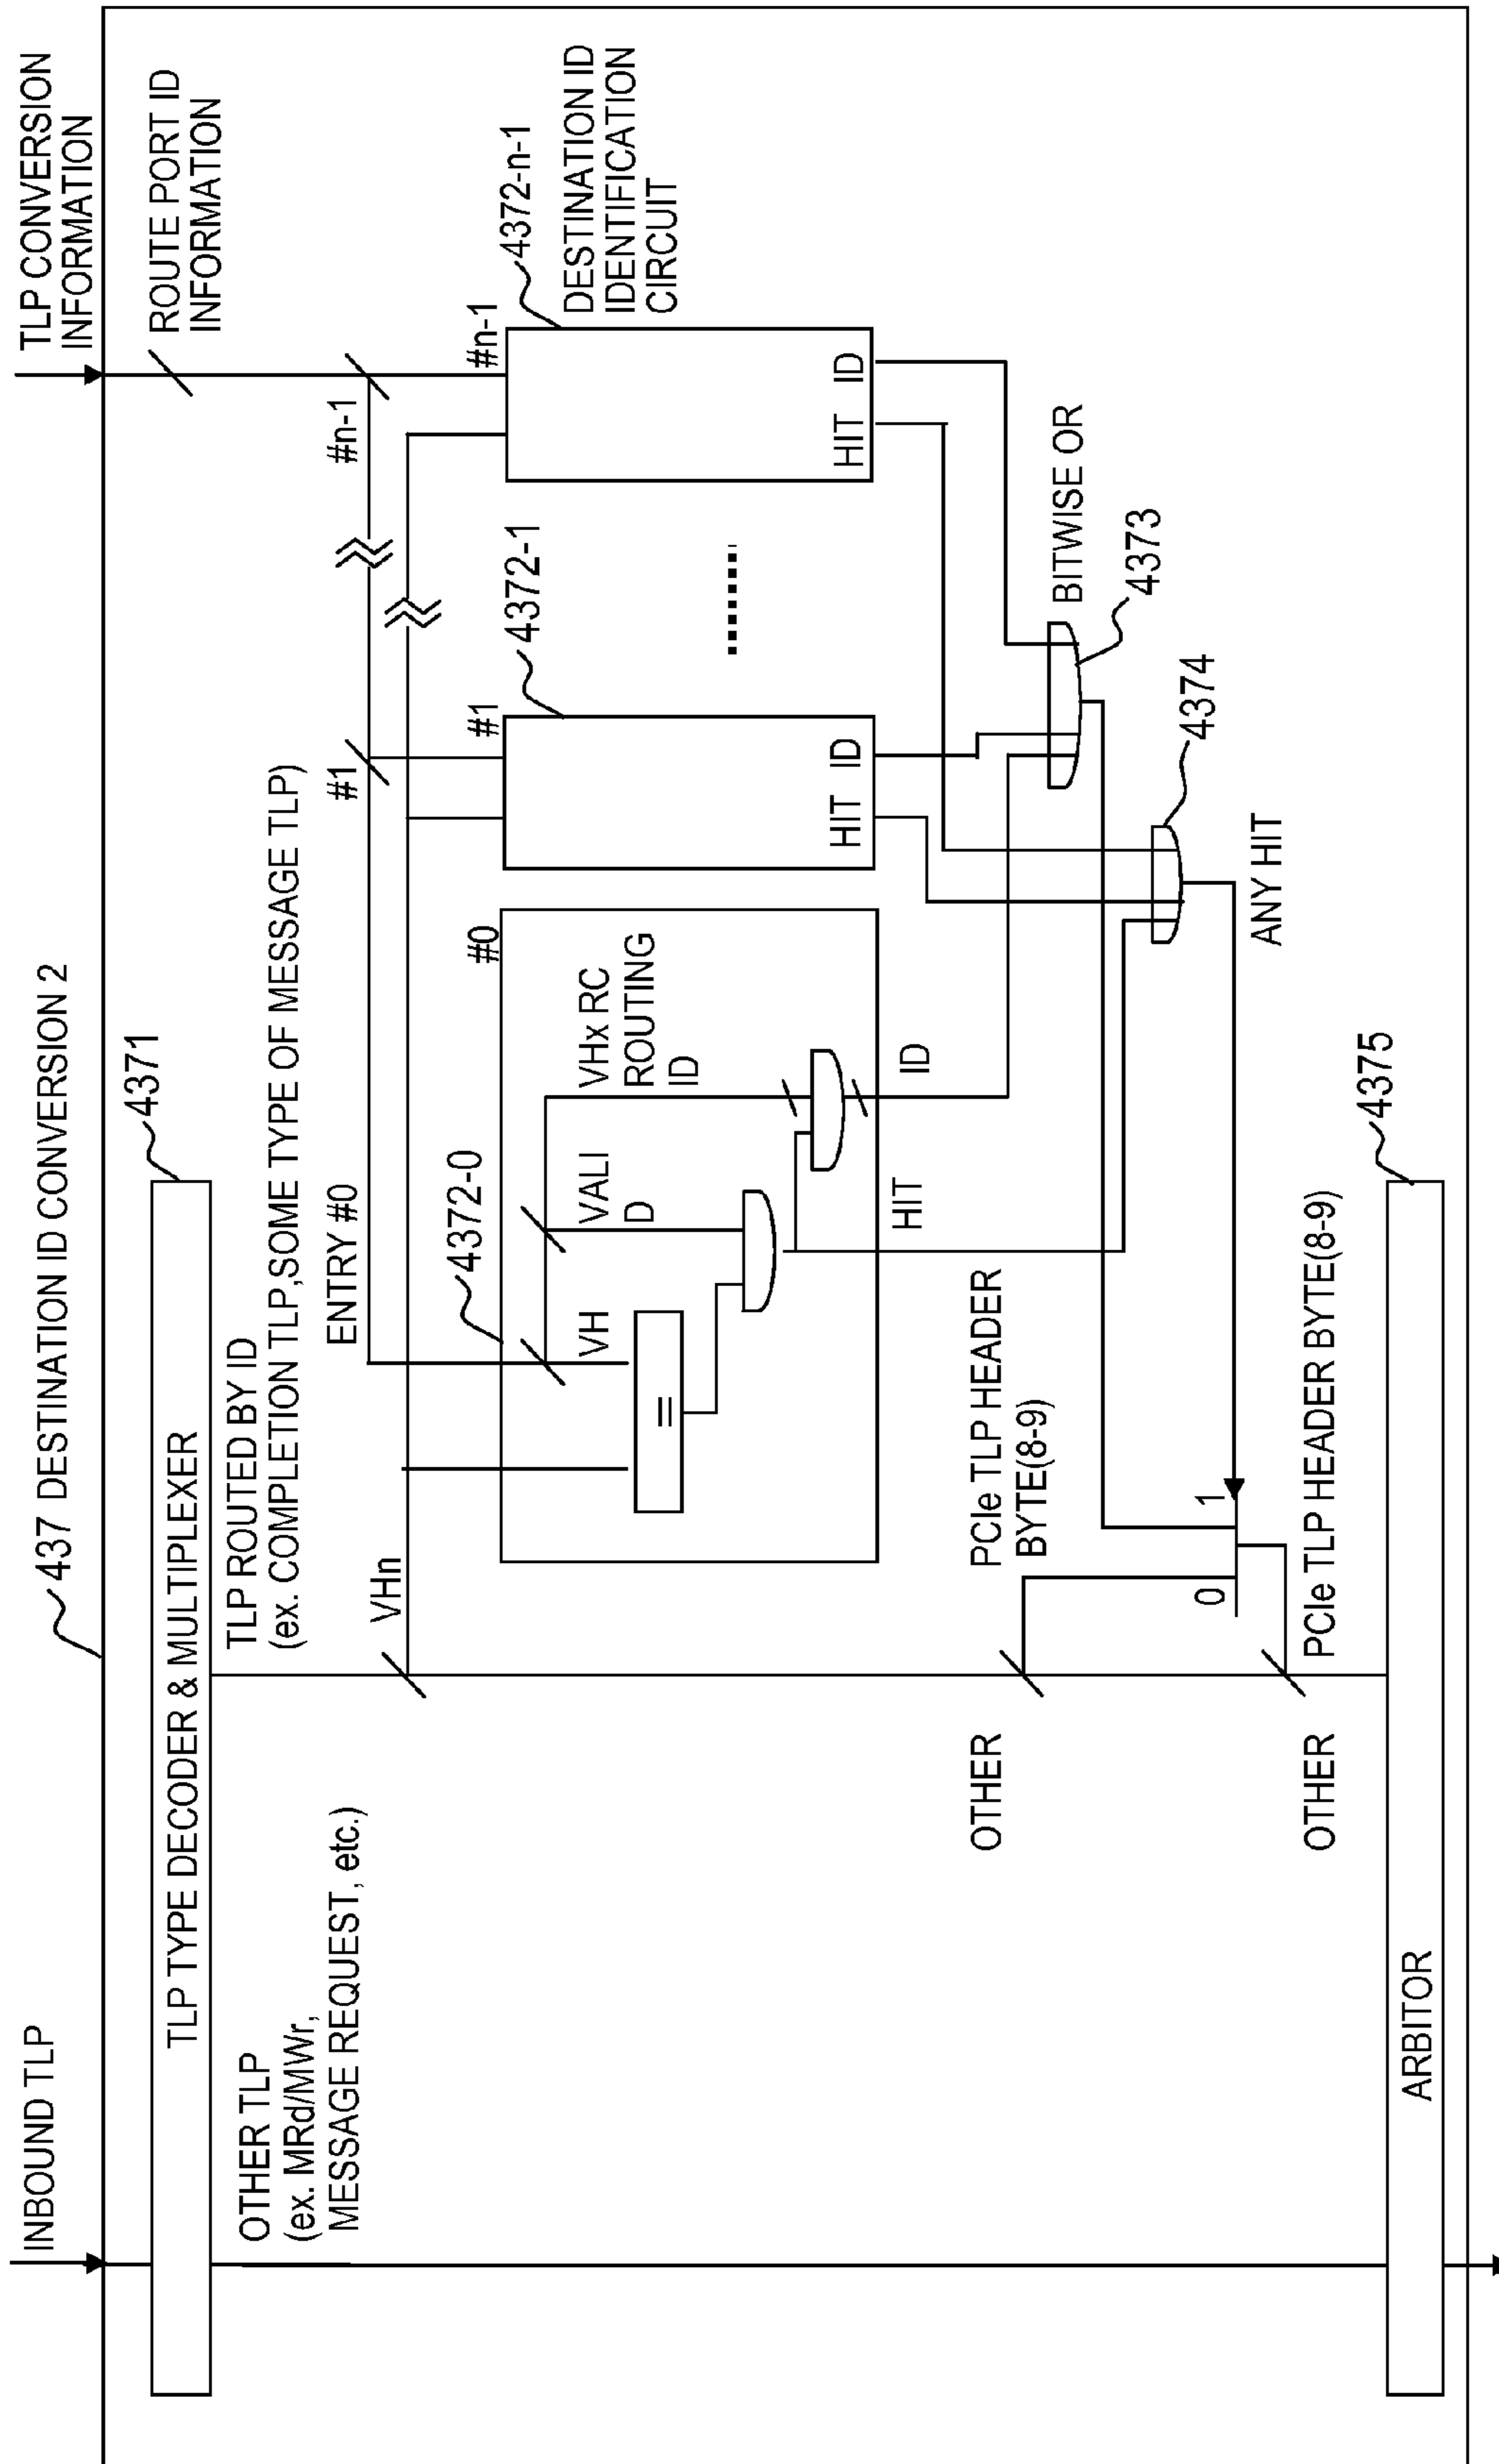 INBOUND TLP
TLP CONVERSION
INFORMATION
437 DESTINATION ID CONVERSION 2
ROUTE PORT ID
INFORMATION
4371
TLP TYPE DECODER & MULTIPLEXER
OTHER TLP
(ex. MRd/MWr,
MESSAGE REQUEST, etc.)
TLP ROUTED BY ID
(ex. COMPLETION TLP,SOME TYPE OF MESSAGE TLP)
ENTRY #0
#1
#n-1
VHn
4372-0
#0
#1
4372-1
#n-1
4372-n-1
DESTINATION ID
IDENTIFICATION
CIRCUIT
VH
VALI
D
VHx RC
ROUTING
ID
=
HIT
ID
HIT
ID
HIT
ID
BITWISE OR
4373
4374
ANY HIT
OTHER
PCIe TLP HEADER
BYTE(8-9)
0
1
OTHER
PCIe TLP HEADER BYTE(8-9)
4375
ARBITOR